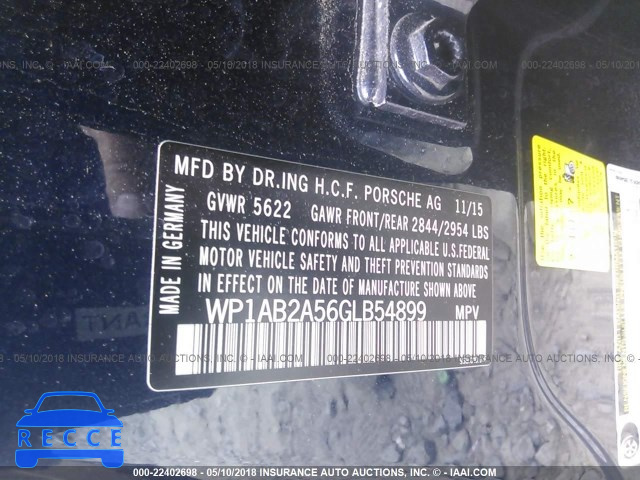 000-22402698 - 05/10/2018 INSURANCE AUTO AUCTIONS, INC. - © IAAI.COM
MFD BY DR.ING H.C.F. PORSCHE AG 11/15
GVWR 5622 GAWR FRONT/REAR 2844/2954 LBS
THIS VEHICLE CONFORMS TO ALL APPLICABLE U.S.FEDERAL
MOTOR VEHICLE SAFETY AND THEFT PREVENTION STANDARDS
IN EFFECT ON THE DATE OF MANUFACTURE SHOWN ABOVE
WP1AB2A56GLB54899 MPV
MADE IN GERMANY
000-22402698 - 05/10/2018 INSURANCE AUTO AUCTIONS, INC. - © IAAI.COM